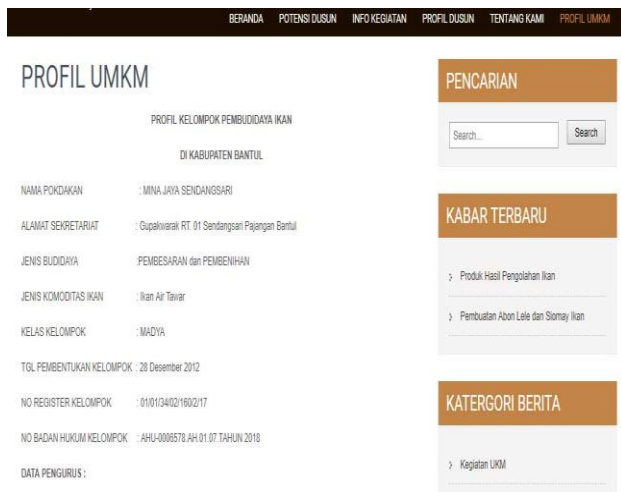 BERANDA POTENSI DUSUN INFO KEGIATAN PROFIL DUSUN TENTANG KAMI PROFIL UMKM
PROFIL UMKM
PROFIL KELOMPOK PEMBUDIDAYA IKAN
DI KABUPATEN BANTUL
NAMA POKDAKAN : MINA JAYA SENDANGSARI
ALAMAT SEKRETARIAT : Gupakwarak RT. 01 Sendangsari Pajangan Bantul
JENIS BUDIDAYA :PEMBESARAN dan PEMBENIHAN
JENIS KOMODITAS IKAN : Ikan Air Tawar
KELAS KELOMPOK : MADYA
TGL PEMBENTUKAN KELOMPOK : 28 Desember 2012
NO REGISTER KELOMPOK : 01/01/34/02/160/2/17
NO BADAN HUKUM KELOMPOK : AHU-0006578.AH.01.07 TAHUN 2018
DATA PENGURUS :
PENCARIAN
Search... Search
KABAR TERBARU
Produk Hasil Pengolahan Ikan
Pembuatan Abon Lele dan Siomay Ikan
KATERGORI BERITA
Kegiatan UKM